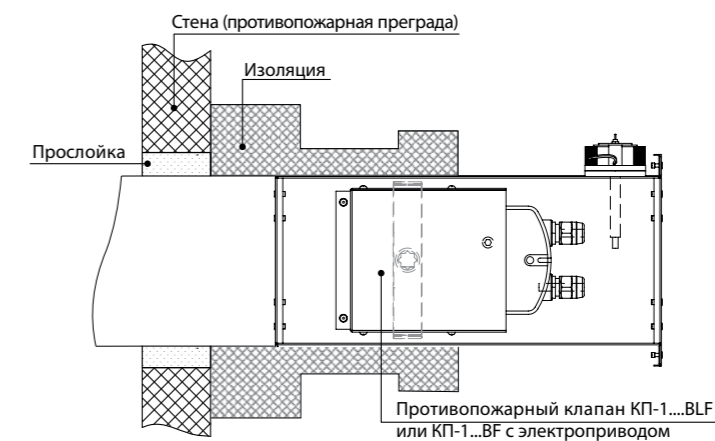 Стена (противопожарная преграда)
Изоляция
Прослойка
Противопожарный клапан КП-1....BLF
или КП-1...BF с электроприводом